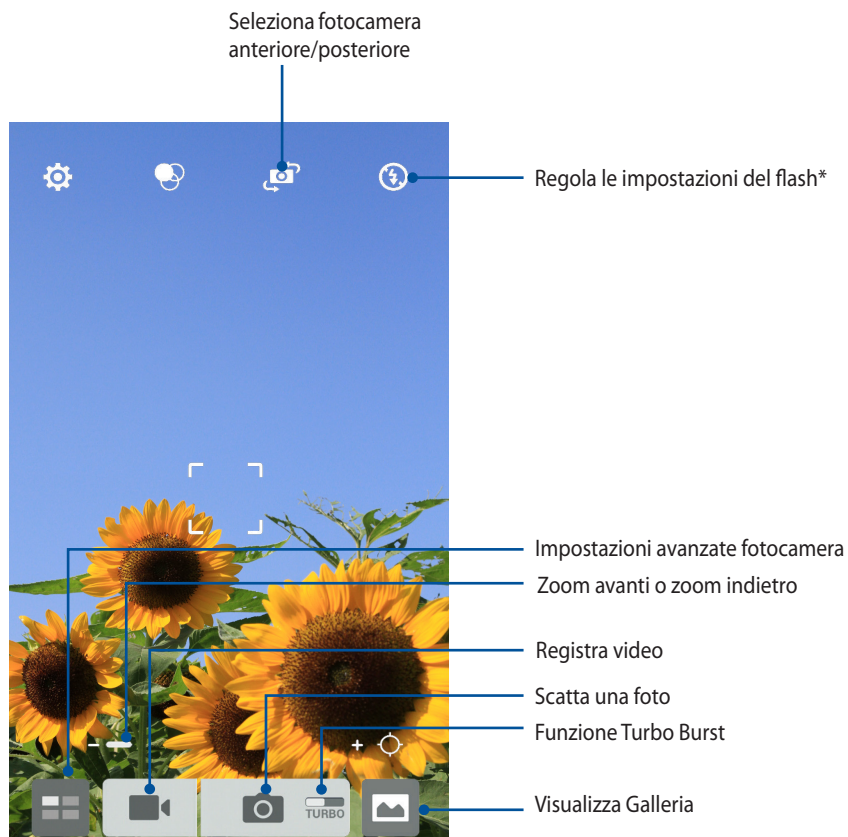 Seleziona fotocamera
anteriore/posteriore
Regola le impostazioni del flash*
Impostazioni avanzate fotocamera
Zoom avanti o zoom indietro
Registra video
Scatta una foto
Funzione Turbo Burst
TURBO
Visualizza Galleria